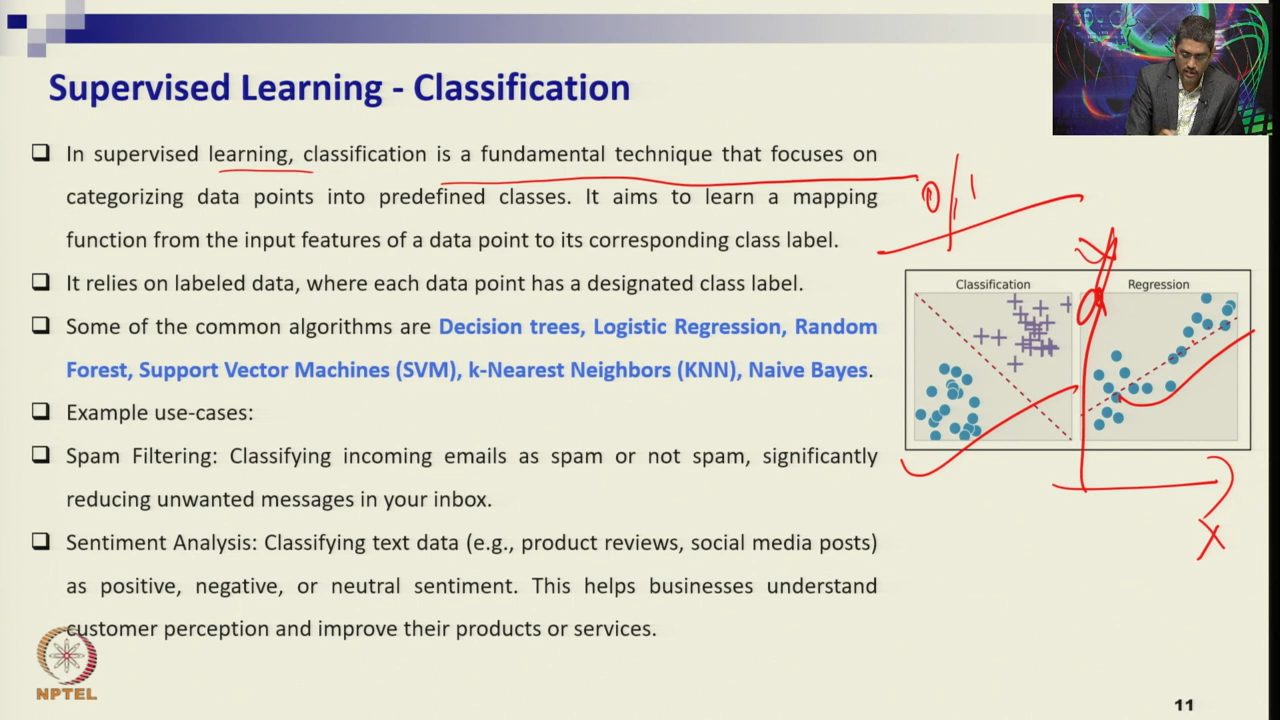 Supervised Learning - Classification
In supervised learning, classification is a fundamental technique that focuses on
categorizing data points into predefined classes. It aims to learn a mapping
function from the input features of a data point to its corresponding class label.
It relies on labeled data, where each data point has a designated class label.
Some of the common algorithms are Decision trees, Logistic Regression, Random
Forest, Support Vector Machines (SVM), k-Nearest Neighbors (KNN), Naive Bayes.
Example use-cases:
Spam Filtering: Classifying incoming emails as spam or not spam, significantly
reducing unwanted messages in your inbox.
Sentiment Analysis: Classifying text data (e.g., product reviews, social media posts)
as positive, negative, or neutral sentiment. This helps businesses understand
customer perception and improve their products or services.
0/1
Classification
Regression
y
x
NPTEL
11